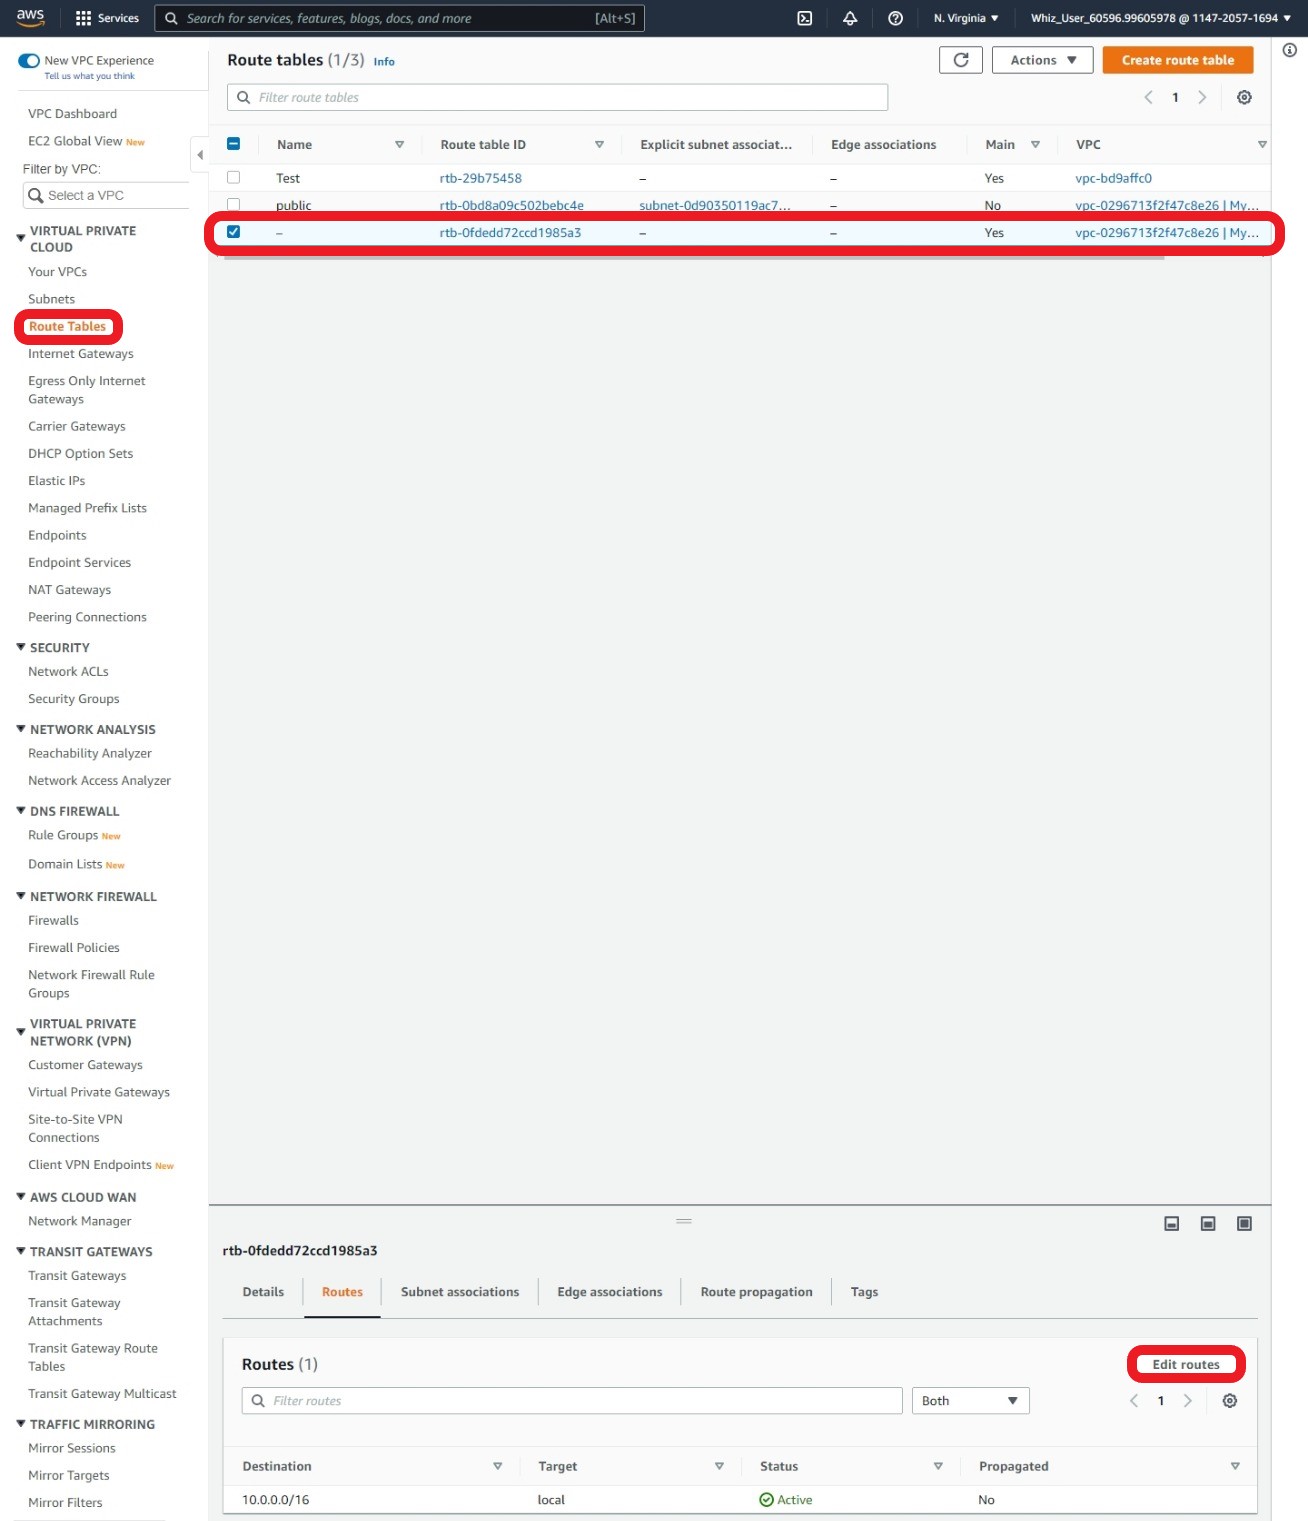 aws Services Search for services, features, blogs, docs, and more [Alt+S] N. Virginia Whiz_User_60596.99605978 @ 1147-2057-1694
New VPC Experience
Tell us what you think
VPC Dashboard
EC2 Global View New
Filter by VPC:
Select a VPC
VIRTUAL PRIVATE
CLOUD
Your VPCs
Subnets
Route Tables
Internet Gateways
Egress Only Internet
Gateways
Carrier Gateways
DHCP Option Sets
Elastic IPs
Managed Prefix Lists
Endpoints
Endpoint Services
NAT Gateways
Peering Connections
SECURITY
Network ACLs
Security Groups
NETWORK ANALYSIS
Reachability Analyzer
Network Access Analyzer
DNS FIREWALL
Rule Groups New
Domain Lists New
NETWORK FIREWALL
Firewalls
Firewall Policies
Network Firewall Rule
Groups
VIRTUAL PRIVATE
NETWORK (VPN)
Customer Gateways
Virtual Private Gateways
Site-to-Site VPN
Connections
Client VPN Endpoints New
AWS CLOUD WAN
Network Manager
TRANSIT GATEWAYS
Transit Gateways
Transit Gateway
Attachments
Transit Gateway Route
Tables
Transit Gateway Multicast
TRAFFIC MIRRORING
Mirror Sessions
Mirror Targets
Mirror Filters
Route tables (1/3) Info Actions Create route table
Filter route tables 1
Name Route table ID Explicit subnet associat... Edge associations Main VPC
Test rtb-29b75458 – – Yes vpc-bd9affc0
public rtb-0bd8a09c502bebc4e subnet-0d90350119ac7... – No vpc-0296713f2f47c8e26 | My...
– rtb-0fdedd72ccd1985a3 – – Yes vpc-0296713f2f47c8e26 | My...
rtb-0fdedd72ccd1985a3
Details Routes Subnet associations Edge associations Route propagation Tags
Routes (1) Edit routes
Filter routes Both 1
Destination Target Status Propagated
10.0.0.0/16 local Active No